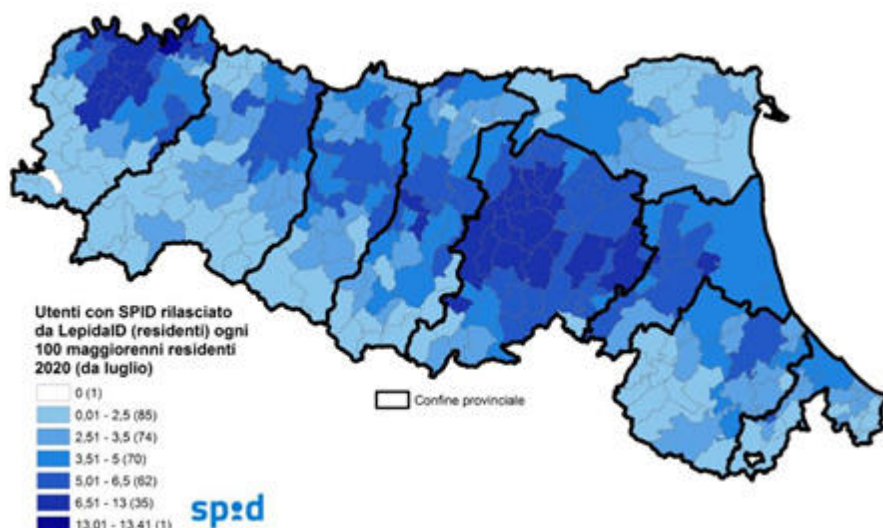 Utenti con SPID rilasciato
da LepidaID (residenti) ogni
100 maggiorenni residenti
2020 (da luglio)
0 (1)
0,01 - 2,5 (85)
2,51 - 3,5 (74)
3,51 - 5 (70)
5,01 - 6,5 (62)
6,51 - 13 (35)
13,01 - 13,41 (1)
Confine provinciale
spid